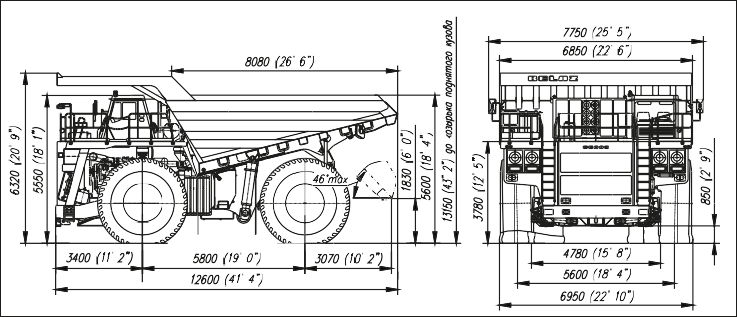 8080 (26' 6")
6320 (20' 9")
5550 (18' 1")
46°max
1830 (6' 0")
5600 (18' 4")
13160 (43' 2") до козырька поднятого кузова
3400 (11' 2")
5800 (19' 0")
3070 (10' 2")
12600 (41' 4")
7750 (25' 5")
6850 (22' 6")
BELAZ
3780 (12' 5")
850 (2' 9")
4780 (15' 8")
5600 (18' 4")
6950 (22' 10")